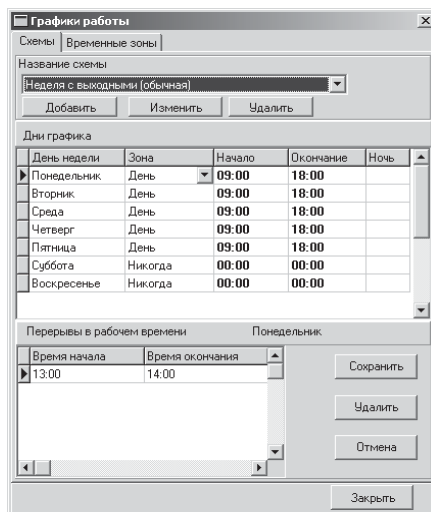 Графики работы
Схемы Временные зоны
Название схемы
Неделя с выходными (обычная)
Добавить Изменить Удалить
Дни графика
День недели Зона Начало Окончание Ночь
Понедельник День 09:00 18:00
Вторник День 09:00 18:00
Среда День 09:00 18:00
Четверг День 09:00 18:00
Пятница День 09:00 18:00
Суббота Никогда 00:00 00:00
Воскресенье Никогда 00:00 00:00
Перерывы в рабочем времени Понедельник
Время начала Время окончания
13:00 14:00
Сохранить
Удалить
Отмена
Закрыть